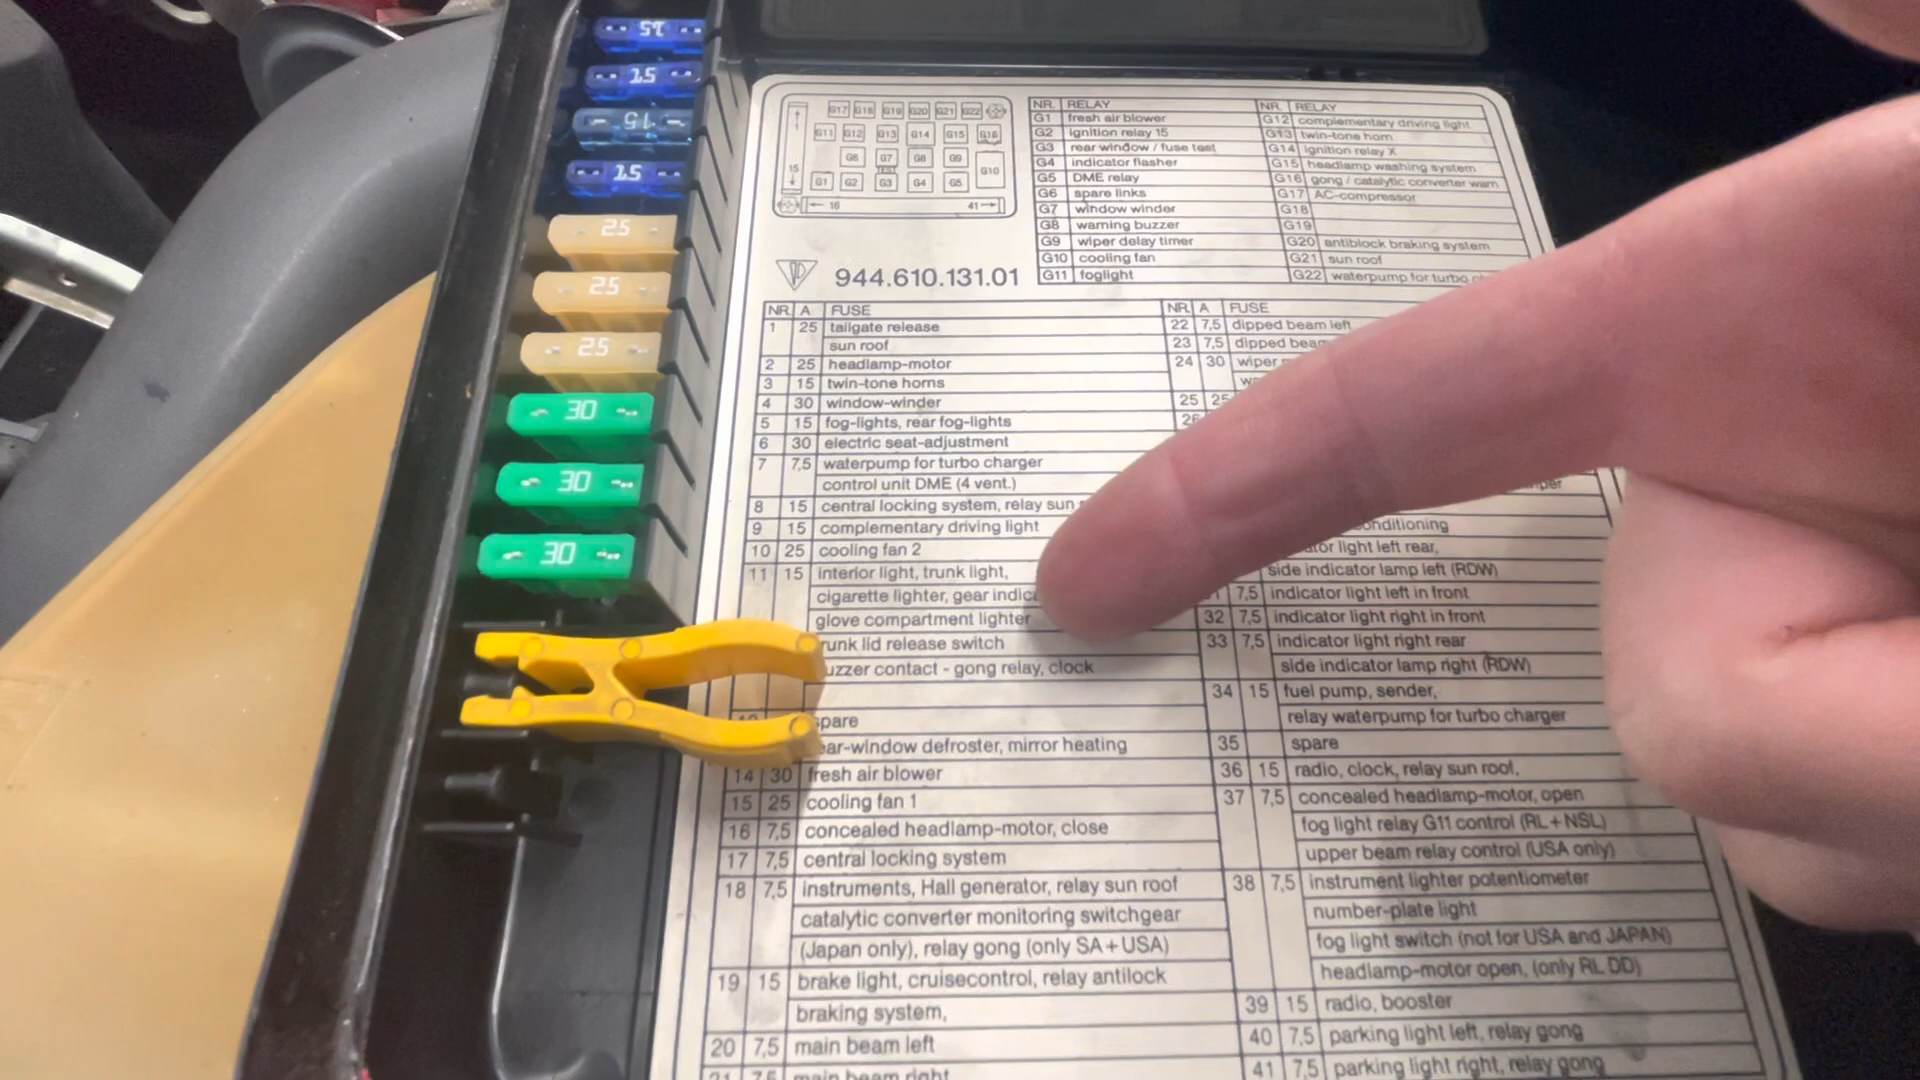 15
15
15
15
25
25
25
30
30
30
G17 G18 G19 G20 G21 G22
1
G11 G12 G13 G14 G15 G16
G6 G7 G8 G9 G10
15
TEST
G1 G2 G3 G4 G5
16 41
944.610.131.01
NR. RELAY
G1 fresh air blower
G2 ignition relay 15
G3 rear window / fuse test
G4 indicator flasher
G5 DME relay
G6 spare links
G7 window winder
G8 warning buzzer
G9 wiper delay timer
G10 cooling fan
G11 foglight
NR. RELAY
G12 complementary driving light
G13 twin-tone horn
G14 ignition relay X
G15 headlamp washing system
G16 gong / catalytic converter warn
G17 AC-compressor
G18
G19
G20 antiblock braking system
G21 sun roof
G22 waterpump for turbo
NR. A FUSE
1 25 tailgate release
sun roof
2 25 headlamp-motor
3 15 twin-tone horns
4 30 window-winder
5 15 fog-lights, rear fog-lights
6 30 electric seat-adjustment
7 7,5 waterpump for turbo charger
control unit DME (4 vent.)
8 15 central locking system, relay sun
9 15 complementary driving light
10 25 cooling fan 2
11 15 interior light, trunk light,
cigarette lighter, gear
glove compartment lighter
release switch
contact - gong relay, clock
spare
defroster, mirror heating
14 30 fresh air blower
15 25 cooling fan 1
16 7,5 concealed headlamp-motor, close
17 7,5 central locking system
18 7,5 instruments, Hall generator, relay sun roof
catalytic converter monitoring switchgear
(Japan only), relay gong (only SA+USA)
19 15 brake light, cruisecontrol, relay antilock
braking system,
20 7,5 main beam left
21 7,5 main beam right
NR. A FUSE
22 7,5 dipped beam left
23 7,5 dipped
24 30 wiper
25 25
26
light left rear,
side indicator lamp left (RDW)
7,5 indicator light left in front
32 7,5 indicator light right in front
33 7,5 indicator light right rear
side indicator lamp right (RDW)
34 15 fuel pump, sender,
relay waterpump for turbo charger
35 spare
36 15 radio, clock, relay sun roof,
37 7,5 concealed headlamp-motor, open
fog light relay G11 control (RL+NSL)
upper beam relay control (USA only)
38 7,5 instrument lighter potentiometer
number-plate light
fog light switch (not for USA and JAPAN)
headlamp-motor open, (only RL DD)
39 15 radio, booster
40 7,5 parking light left, relay gong
41 7,5 parking light right, relay gong